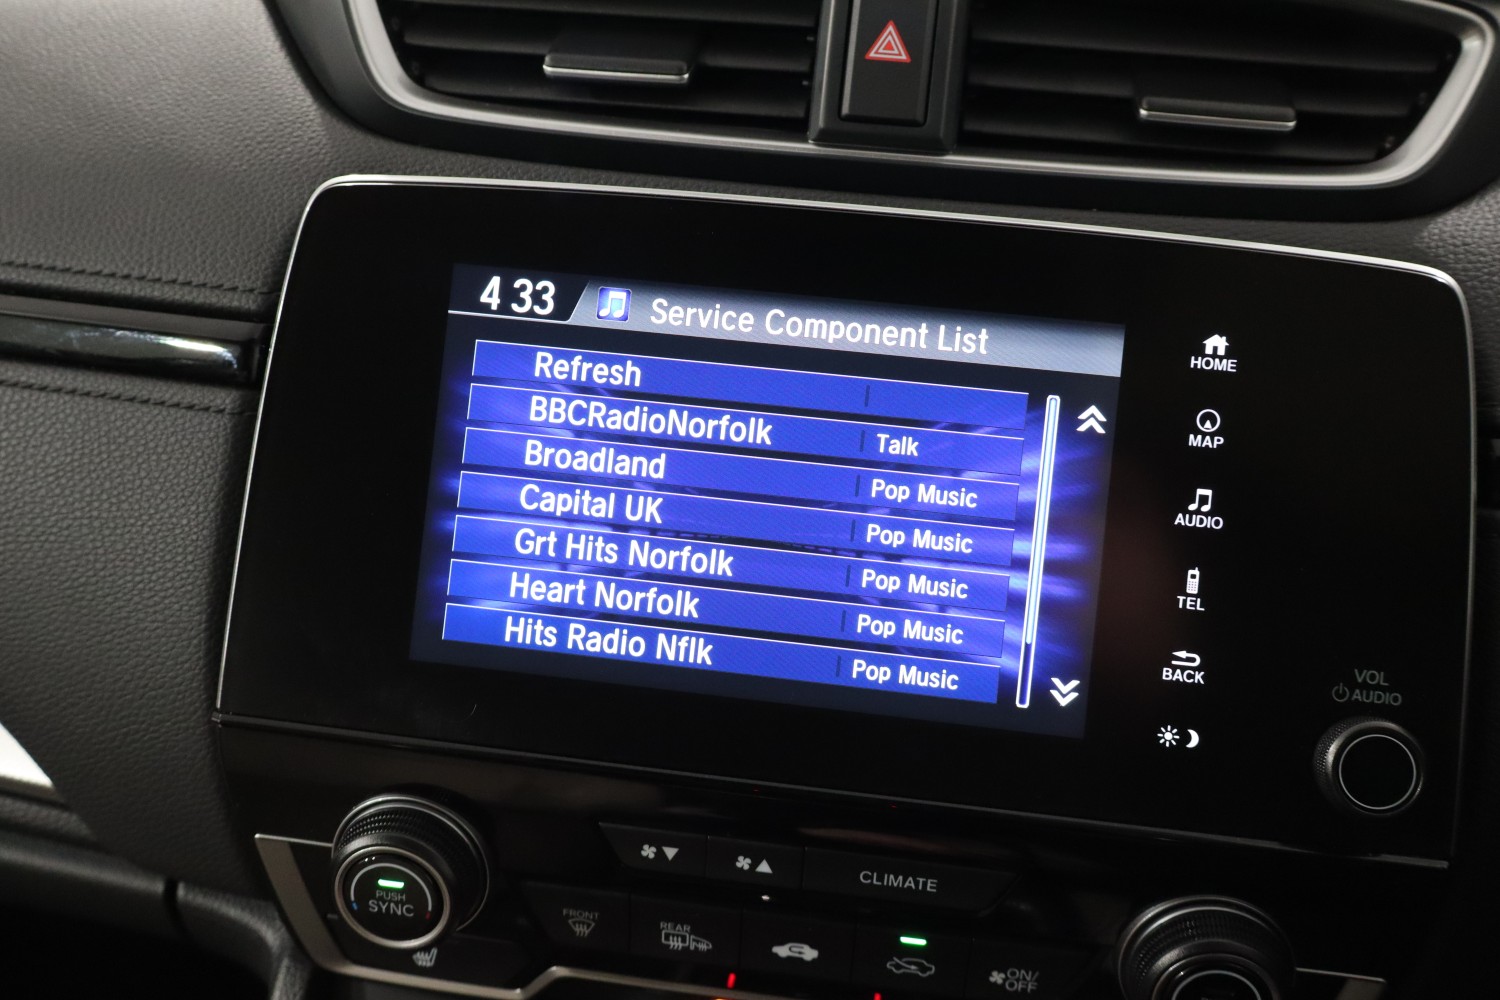 4 33 Service Component List
Refresh
BBCRadioNorfolk Talk
Broadland Pop Music
Capital UK Pop Music
Grt Hits Norfolk Pop Music
Heart Norfolk Pop Music
Hits Radio Nflk Pop Music
HOME
MAP
AUDIO
TEL
BACK
VOL
AUDIO
PUSH
SYNC
CLIMATE
FRONT
REAR
ON/
OFF